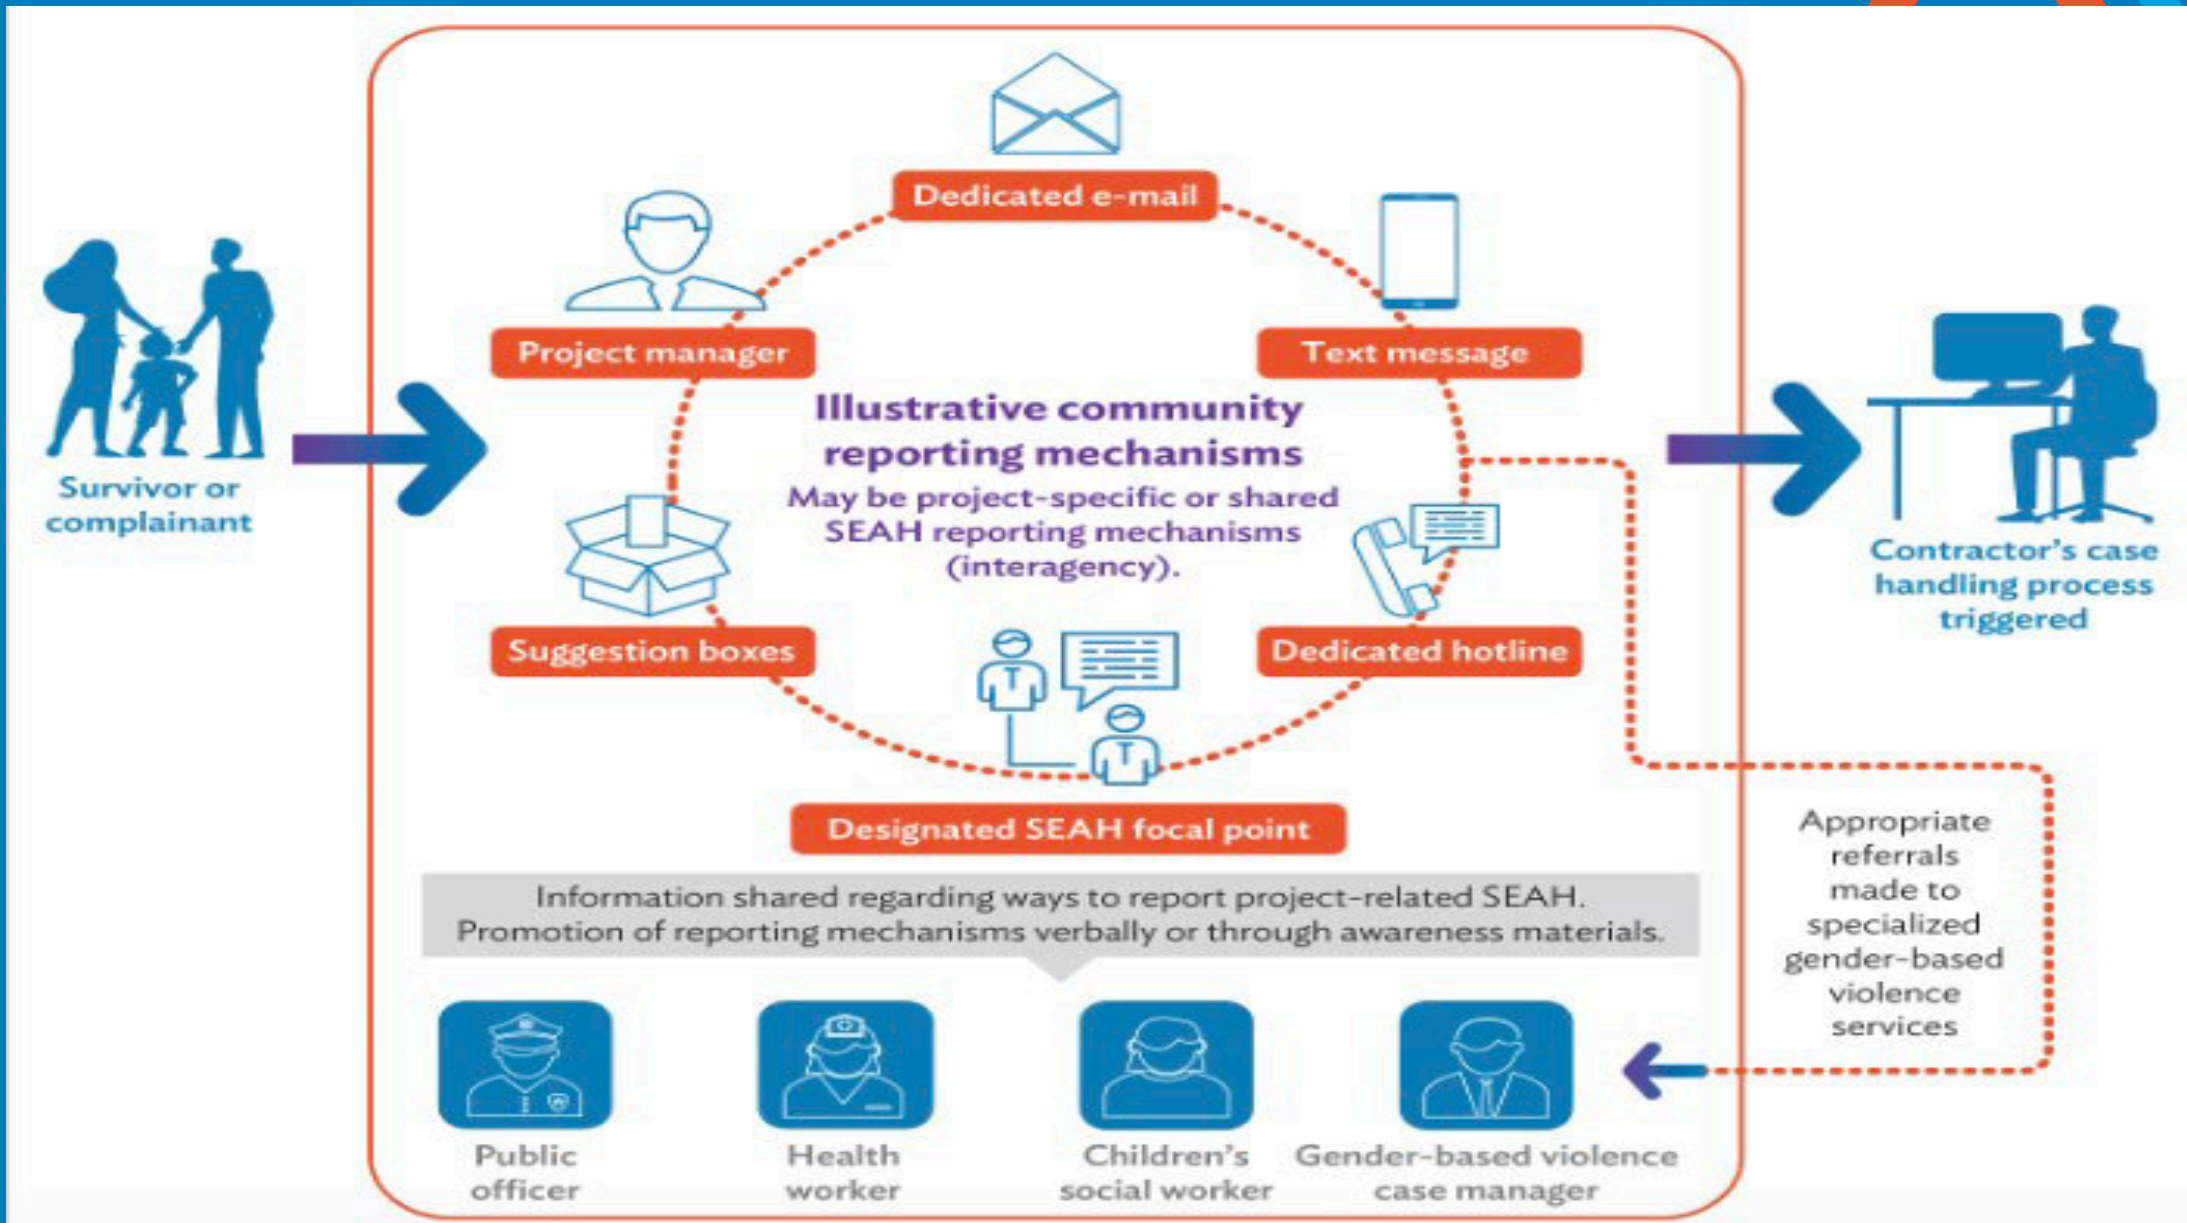 Dedicated e-mail
Project manager
Text message
Illustrative community
reporting mechanisms
May be project-specific or shared
SEAH reporting mechanisms
(interagency).
Survivor or
complainant
Contractor's case
handling process
triggered
Suggestion boxes
Dedicated hotline
Designated SEAH focal point
Information shared regarding ways to report project-related SEAH.
Promotion of reporting mechanisms verbally or through awareness materials.
Appropriate
referrals
made to
specialized
gender-based
violence
services
Public
officer
Health
worker
Children's
social worker
Gender-based violence
case manager